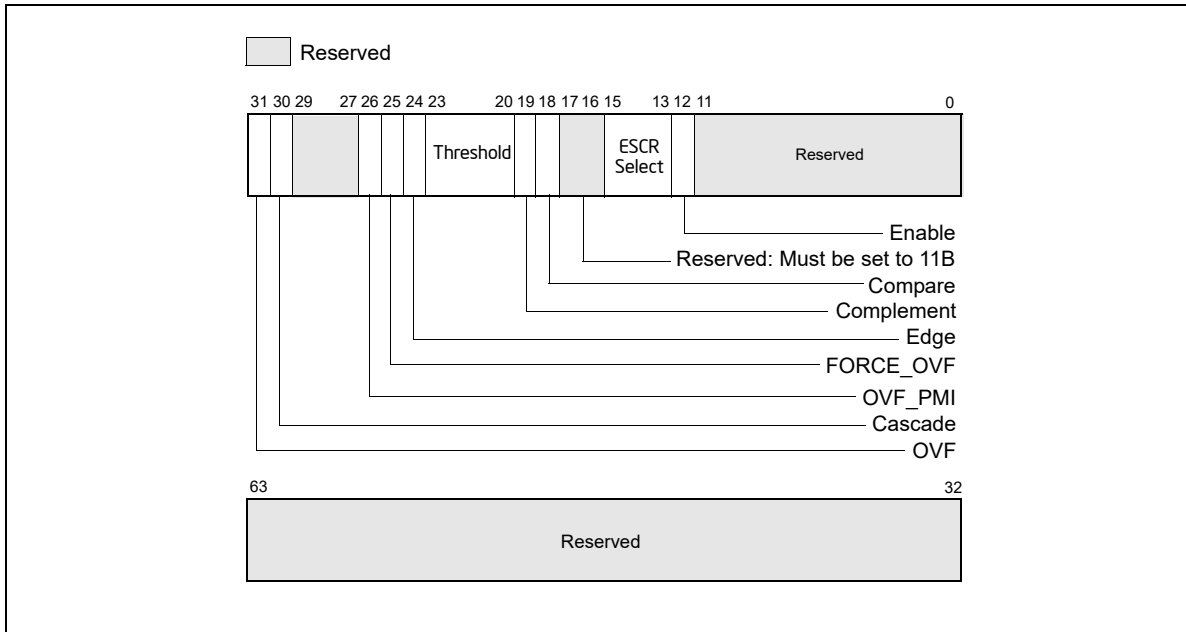 Reserved
31 30 29 27 26 25 24 23 20 19 18 17 16 15 13 12 11 0
Threshold
ESCR
Select
Reserved
Enable
Reserved: Must be set to 11B
Compare
Complement
Edge
FORCE_OVF
OVF_PMI
Cascade
OVF
63 32
Reserved